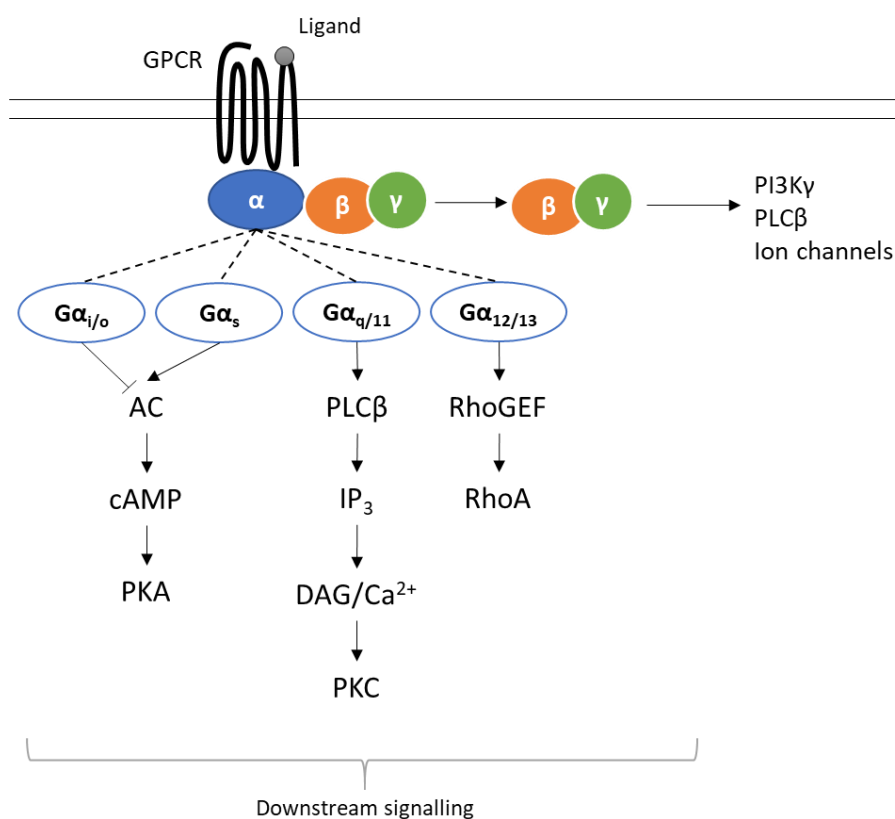 Ligand
GPCR
α β γ β γ
PI3Kγ
PLCβ
Ion channels
Gαi/o Gαs Gαq/11 Gα12/13
AC PLCβ RhoGEF
cAMP IP3 RhoA
PKA DAG/Ca2+
PKC
Downstream signalling